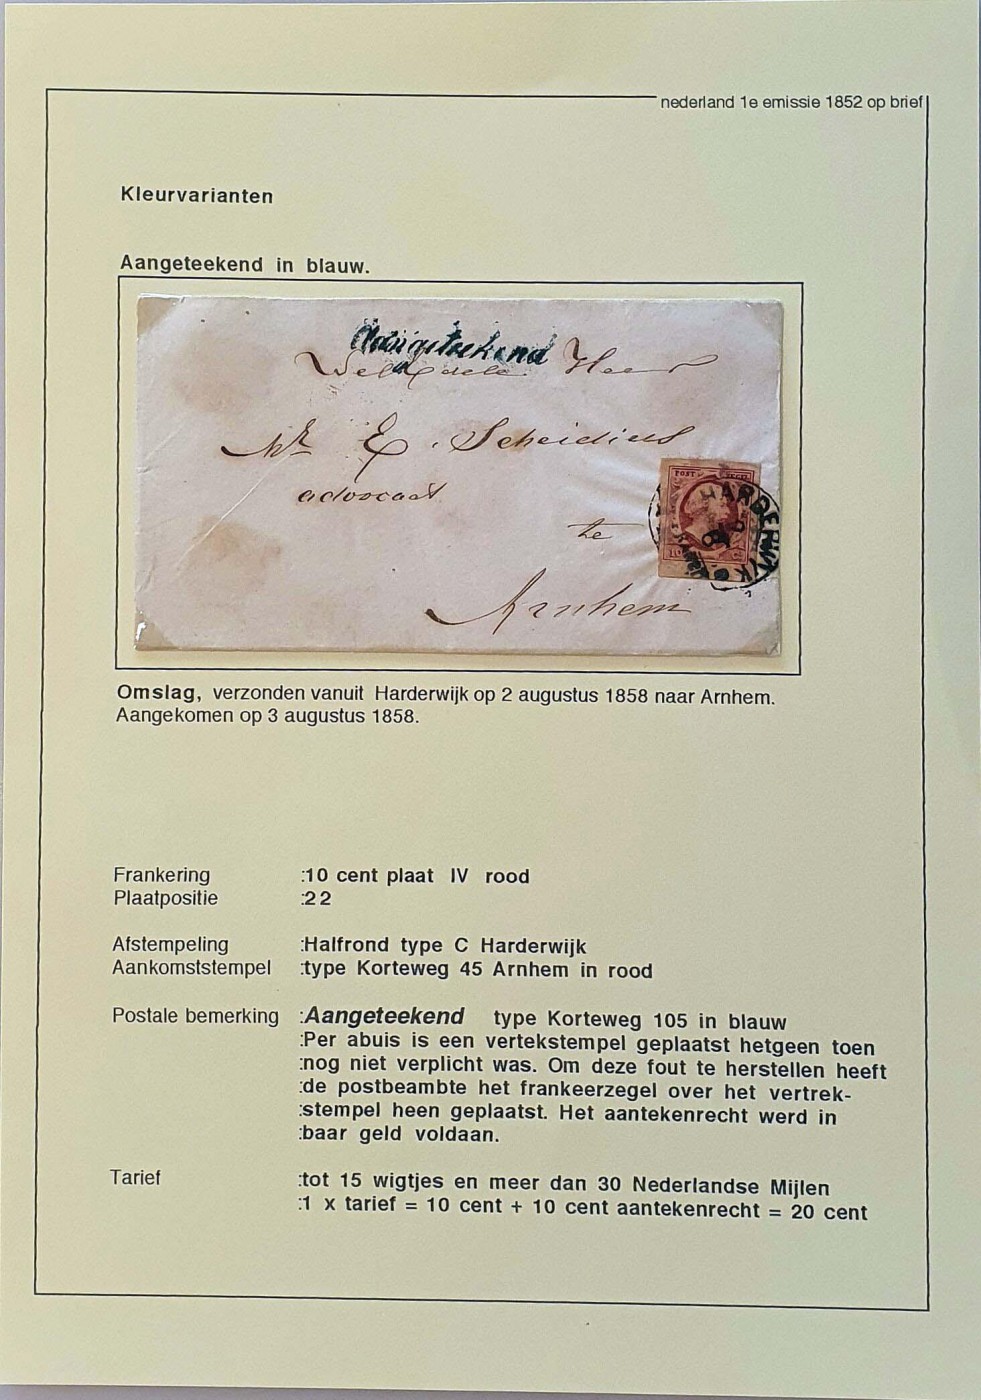 nederland 1e emissie 1852 op brief
Kleurvarianten
Aangeteekend in blauw.
Aangeteekend
WelEdele Heer
Mr E. Scheidius
advocaat
te
Arnhem
POST
HARDERWIJK
Omslag, verzonden vanuit Harderwijk op 2 augustus 1858 naar Arnhem.
Aangekomen op 3 augustus 1858.
Frankering :10 cent plaat IV rood
Plaatpositie :22
Afstempeling :Halfrond type C Harderwijk
Aankomststempel :type Korteweg 45 Arnhem in rood
Postale bemerking :Aangeteekend type Korteweg 105 in blauw
:Per abuis is een vertekstempel geplaatst hetgeen toen
:nog niet verplicht was. Om deze fout te herstellen heeft
:de postbeambte het frankeerzegel over het vertrek-
:stempel heen geplaatst. Het aantekenrecht werd in
:baar geld voldaan.
Tarief :tot 15 wigtjes en meer dan 30 Nederlandse Mijlen
:1 x tarief = 10 cent + 10 cent aantekenrecht = 20 cent